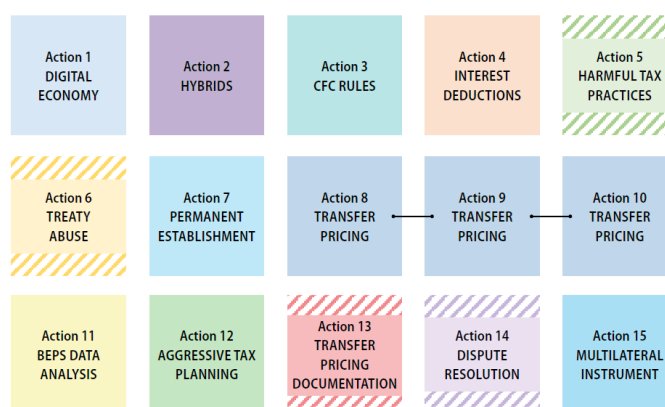 Action 1
DIGITAL
ECONOMY
Action 2
HYBRIDS
Action 3
CFC RULES
Action 4
INTEREST
DEDUCTIONS
Action 5
HARMFUL TAX
PRACTICES
Action 6
TREATY
ABUSE
Action 7
PERMANENT
ESTABLISHMENT
Action 8
TRANSFER
PRICING
Action 9
TRANSFER
PRICING
Action 10
TRANSFER
PRICING
Action 11
BEPS DATA
ANALYSIS
Action 12
AGGRESSIVE TAX
PLANNING
Action 13
TRANSFER
PRICING
DOCUMENTATION
Action 14
DISPUTE
RESOLUTION
Action 15
MULTILATERAL
INSTRUMENT